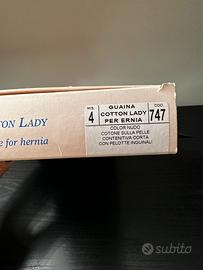 TON LADY
e for hernia
MIS.
4
GUAINA
COTTON LADY
PER ERNIA
COD.
747
COLOR NUDO
COTONE SULLA PELLE
CONTENITIVA CORTA
CON PELOTTE INGUINALI
subito